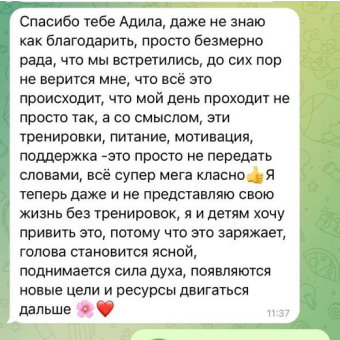 Спасибо тебе Адила, даже не знаю
как благодарить, просто безмерно
рада, что мы встретились, до сих пор
не верится мне, что всё это
происходит, что мой день проходит не
просто так, а со смыслом, эти
тренировки, питание, мотивация,
поддержка -это просто не передать
словами, всё супер мега класно👍Я
теперь даже и не представляю свою
жизнь без тренировок, я и детям хочу
привить это, потому что это заряжает,
голова становится ясной,
поднимается сила духа, появляются
новые цели и ресурсы двигаться
дальше 🌸❤️
11:37